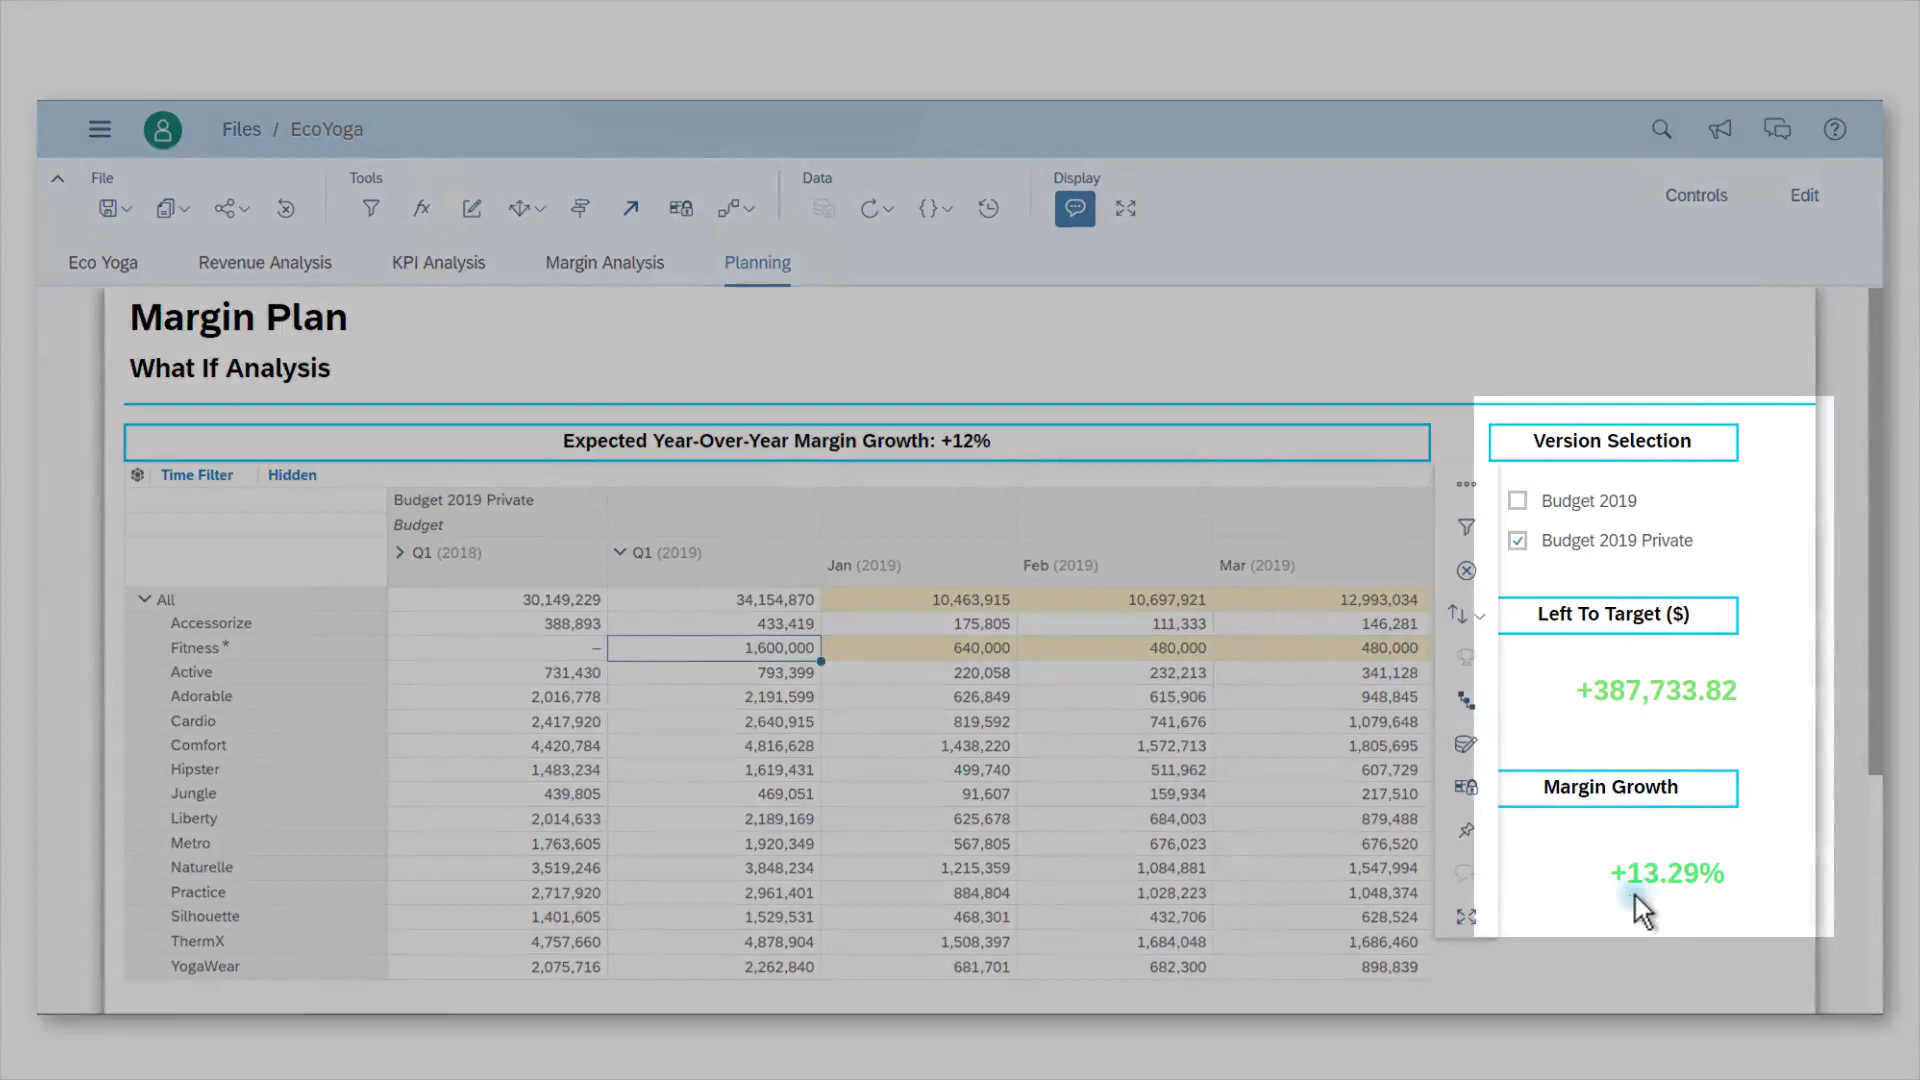 Files / EcoYoga
File
Tools
Data
Display
Controls
Edit
Eco Yoga
Revenue Analysis
KPI Analysis
Margin Analysis
Planning
Margin Plan
What If Analysis
Expected Year-Over-Year Margin Growth: +12%
Time Filter
Hidden
Budget 2019 Private
Budget
Q1 (2018)
Q1 (2019)
Jan (2019)
Feb (2019)
Mar (2019)
All 30,149,229 34,154,870 10,463,915 10,697,921 12,993,034
Accessorize 388,893 433,419 175,805 111,333 146,281
Fitness * – 1,600,000 640,000 480,000 480,000
Active 731,430 793,399 220,058 232,213 341,128
Adorable 2,016,778 2,191,599 626,849 615,906 948,845
Cardio 2,417,920 2,640,915 819,592 741,676 1,079,648
Comfort 4,420,784 4,816,628 1,438,220 1,572,713 1,805,695
Hipster 1,483,234 1,619,431 499,740 511,962 607,729
Jungle 439,805 469,051 91,607 159,934 217,510
Liberty 2,014,633 2,189,169 625,678 684,003 879,488
Metro 1,763,605 1,920,349 567,805 676,023 676,520
Naturelle 3,519,246 3,848,234 1,215,359 1,084,881 1,547,994
Practice 2,717,920 2,961,401 884,804 1,028,223 1,048,374
Silhouette 1,401,605 1,529,531 468,301 432,706 628,524
ThermX 4,757,660 4,878,904 1,508,397 1,684,048 1,686,460
YogaWear 2,075,716 2,262,840 681,701 682,300 898,839
Version Selection
Budget 2019
Budget 2019 Private
Left To Target ($)
+387,733.82
Margin Growth
+13.29%